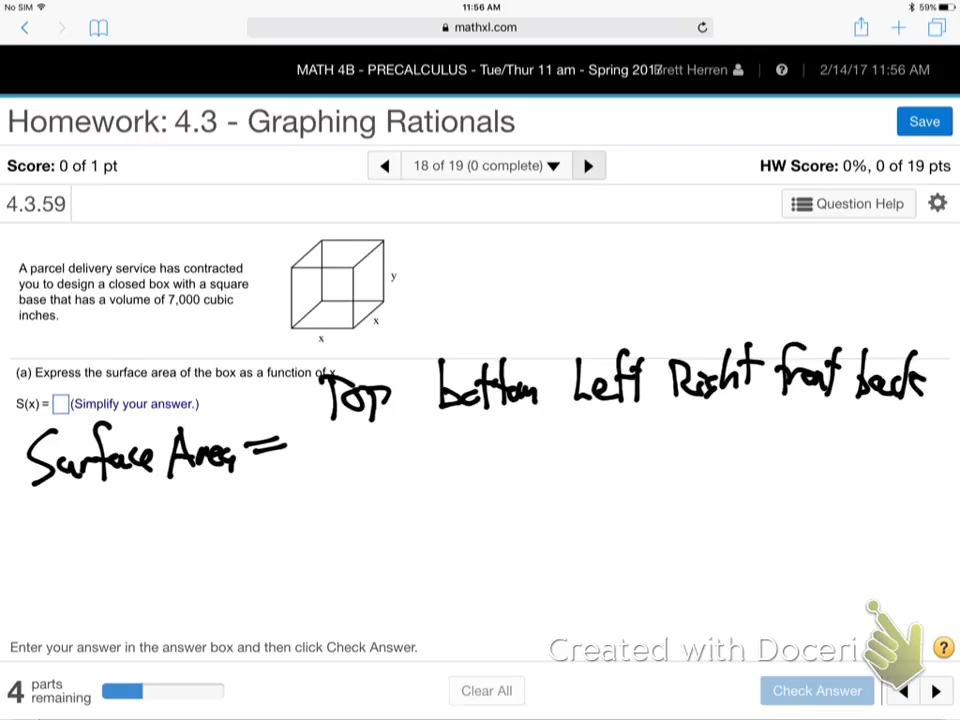 No SIM 11:56 AM 59%
mathxl.com
MATH 4B - PRECALCULUS - Tue/Thur 11 am - Spring 2017 Brett Herren ? 2/14/17 11:56 AM
Homework: 4.3 - Graphing Rationals Save
Score: 0 of 1 pt 18 of 19 (0 complete) HW Score: 0%, 0 of 19 pts
4.3.59 Question Help
A parcel delivery service has contracted
you to design a closed box with a square
base that has a volume of 7,000 cubic
inches.
y
x
x
(a) Express the surface area of the box as a function of x.
Top bottom Left Right front back
S(x) = (Simplify your answer.)
Surface Area =
Enter your answer in the answer box and then click Check Answer.
Created with Doceri
?
4 parts remaining Clear All Check Answer